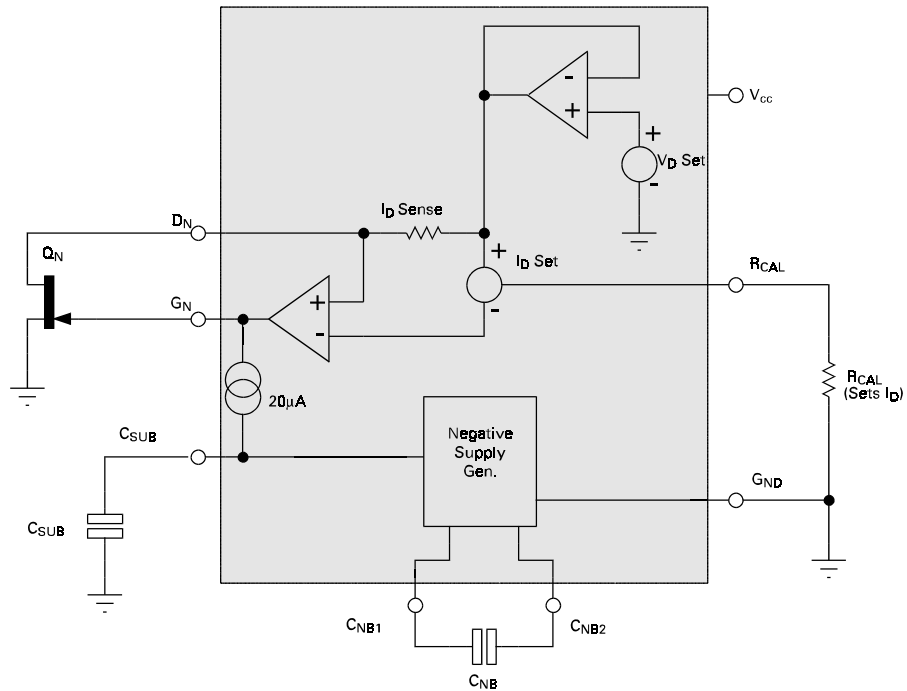 -
+
+
VCC
VD Set
-
ID Sense
DN
QN
+
ID Set
RCAL
GN
+
-
-
20µA
RCAL
(Sets ID)
CSUB
Negative
Supply
Gen.
GND
CSUB
CNB1
CNB2
CNB